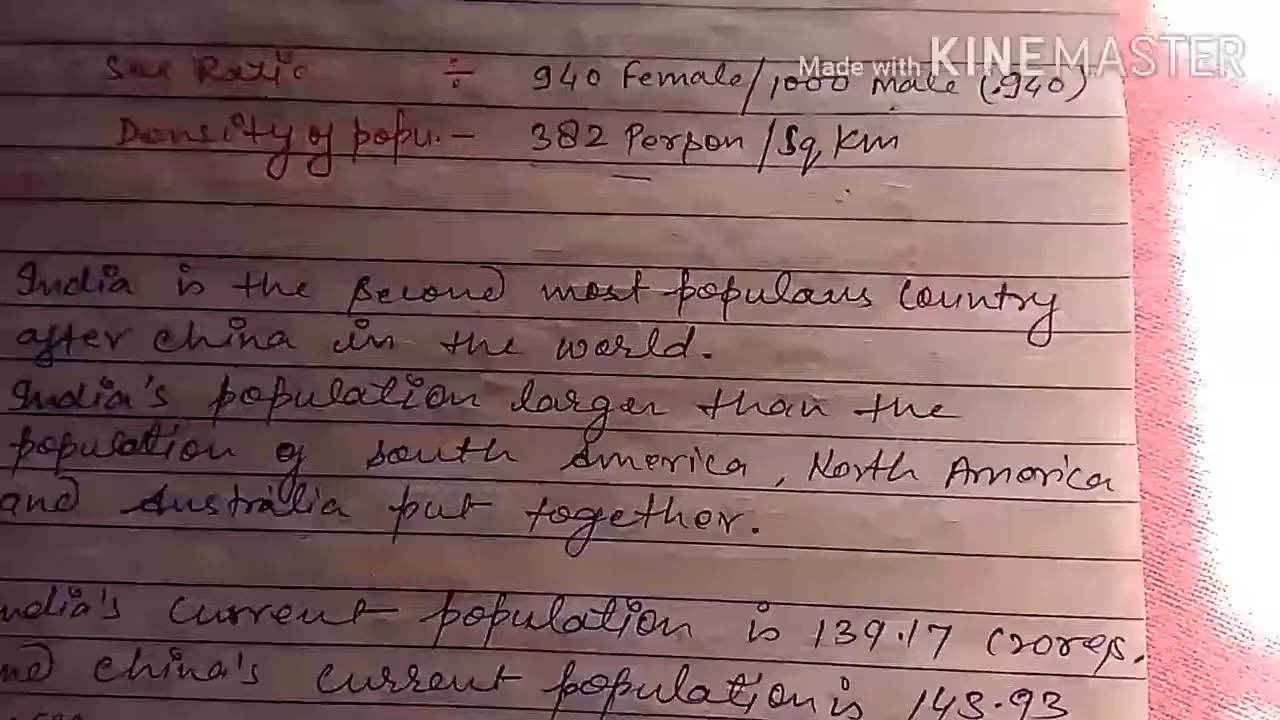 Sex Ratio ÷ 940 Female/1000 Male (.940)
Made with KINEMASTER
Density of popu. - 382 Person /Sq Km
India is the second most populous country
after china in the world.
India's population larger than the
population of south America, North America
and Australia put together.
ndia's current population is 139.17 crores.
nd china's current population is 143.93